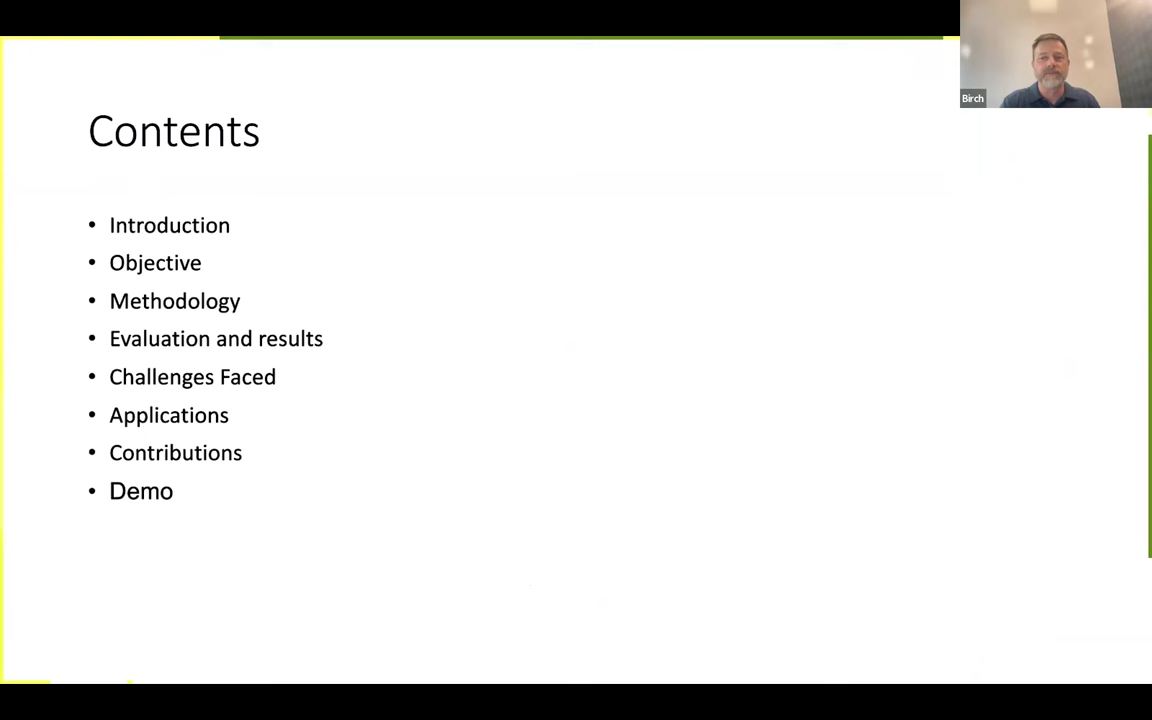 Birch
Contents
• Introduction
• Objective
• Methodology
• Evaluation and results
• Challenges Faced
• Applications
• Contributions
• Demo